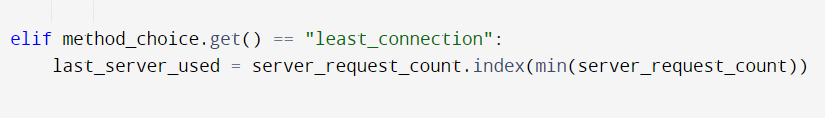 elif method_choice.get() == "least_connection":
    last_server_used = server_request_count.index(min(server_request_count))